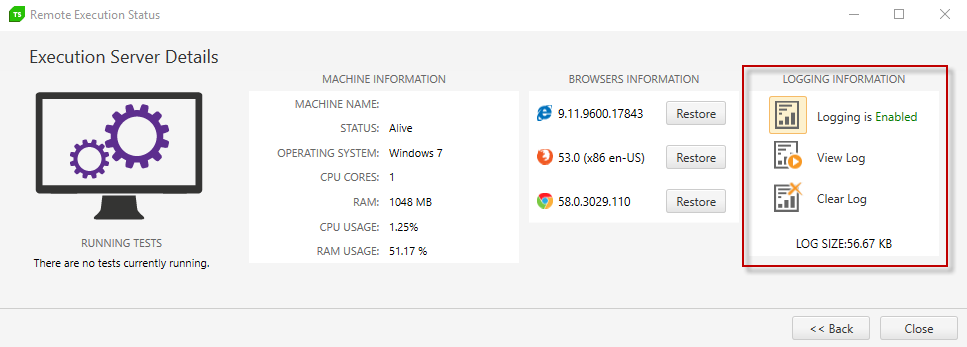 TS Remote Execution Status
Execution Server Details
RUNNING TESTS
There are no tests currently running.
MACHINE INFORMATION
MACHINE NAME:
STATUS: Alive
OPERATING SYSTEM: Windows 7
CPU CORES: 1
RAM: 1048 MB
CPU USAGE: 1.25%
RAM USAGE: 51.17 %
BROWSERS INFORMATION
9.11.9600.17843 Restore
53.0 (x86 en-US) Restore
58.0.3029.110 Restore
LOGGING INFORMATION
Logging is Enabled
View Log
Clear Log
LOG SIZE:56.67 KB
<< Back Close